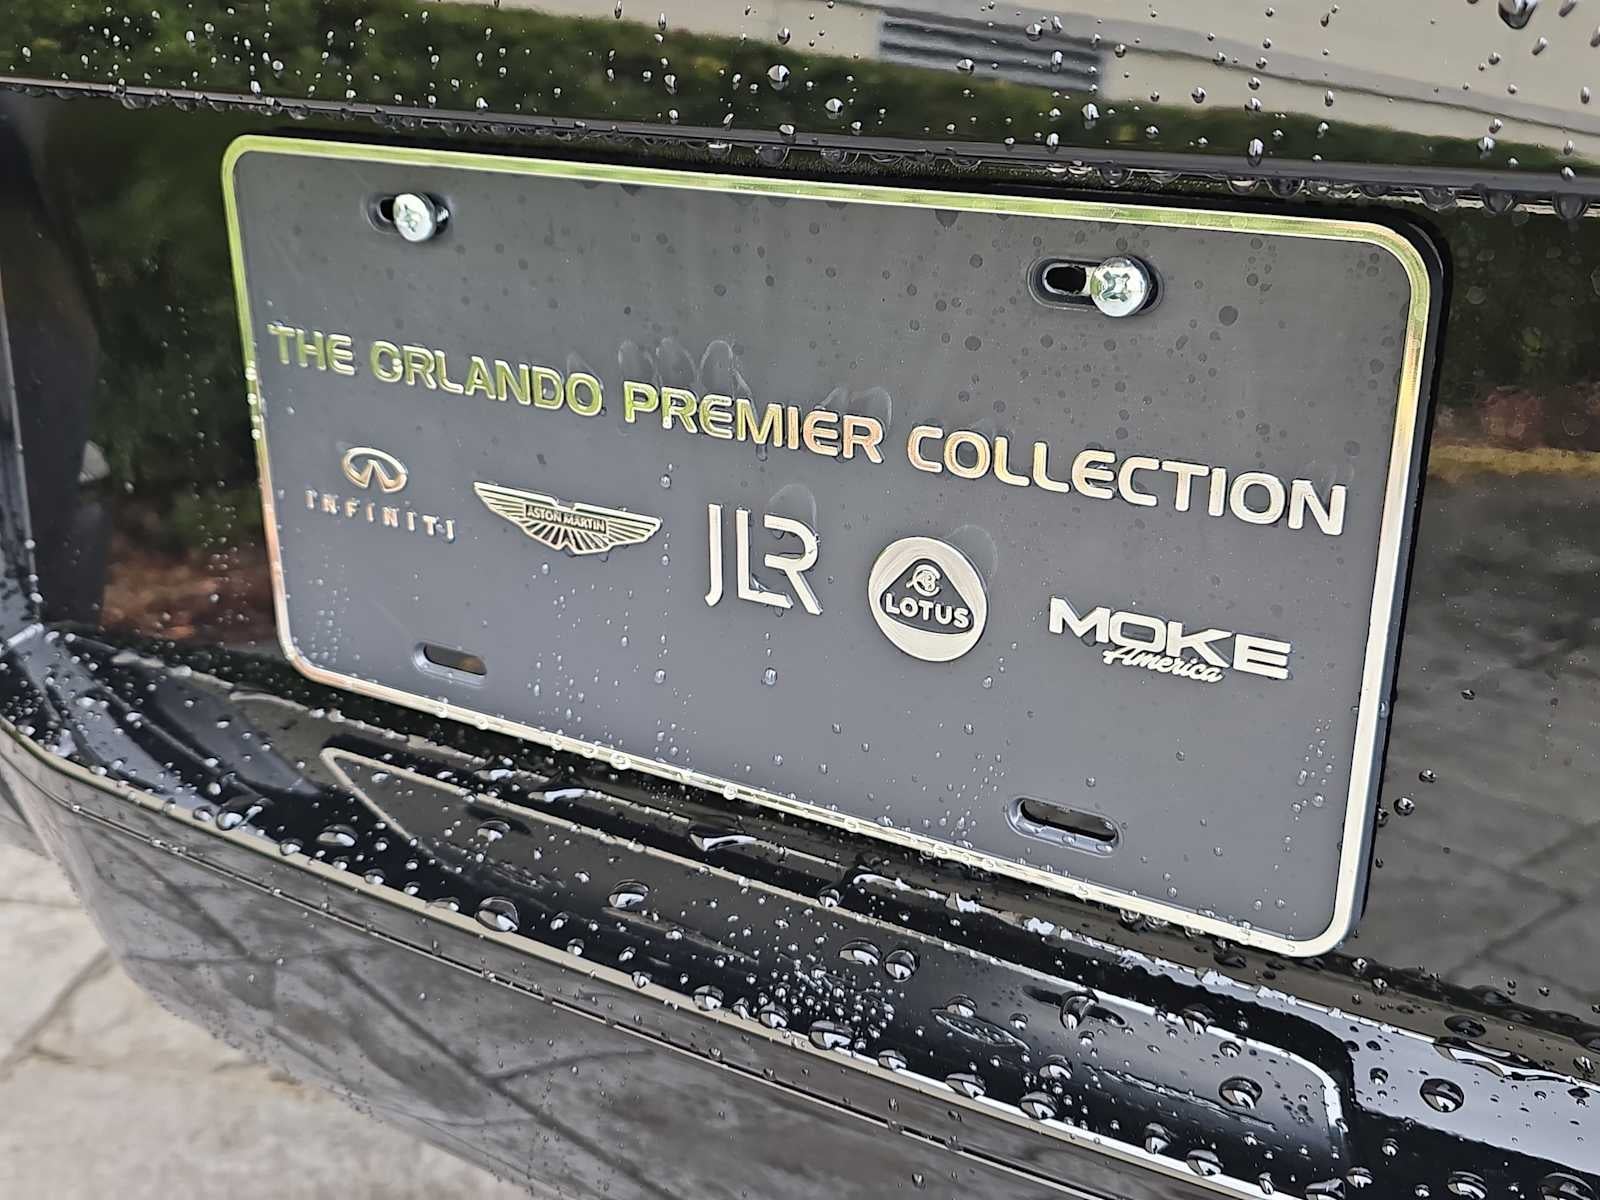 THE ORLANDO PREMIER COLLECTION
INFINITI
ASTON MARTIN
JLR
LOTUS
MOKE
America